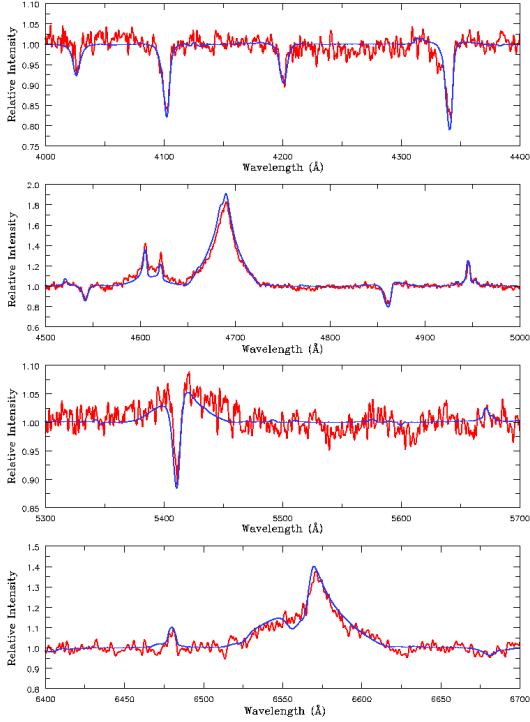 1.10
1.05
1.00
0.95
0.90
0.85
0.80
0.75
Relative Intensity
4000 4100 4200 4300 4400
Wavelength (Å)
2.0
1.8
1.6
1.4
1.2
1.0
0.8
0.6
Relative Intensity
4500 4600 4700 4800 4900 5000
Wavelength (Å)
1.10
1.05
1.00
0.95
0.90
0.85
Relative Intensity
5300 5400 5500 5600 5700
Wavelength (Å)
1.5
1.4
1.3
1.2
1.1
1.0
0.9
0.8
Relative Intensity
6400 6450 6500 6550 6600 6650 6700
Wavelength (Å)